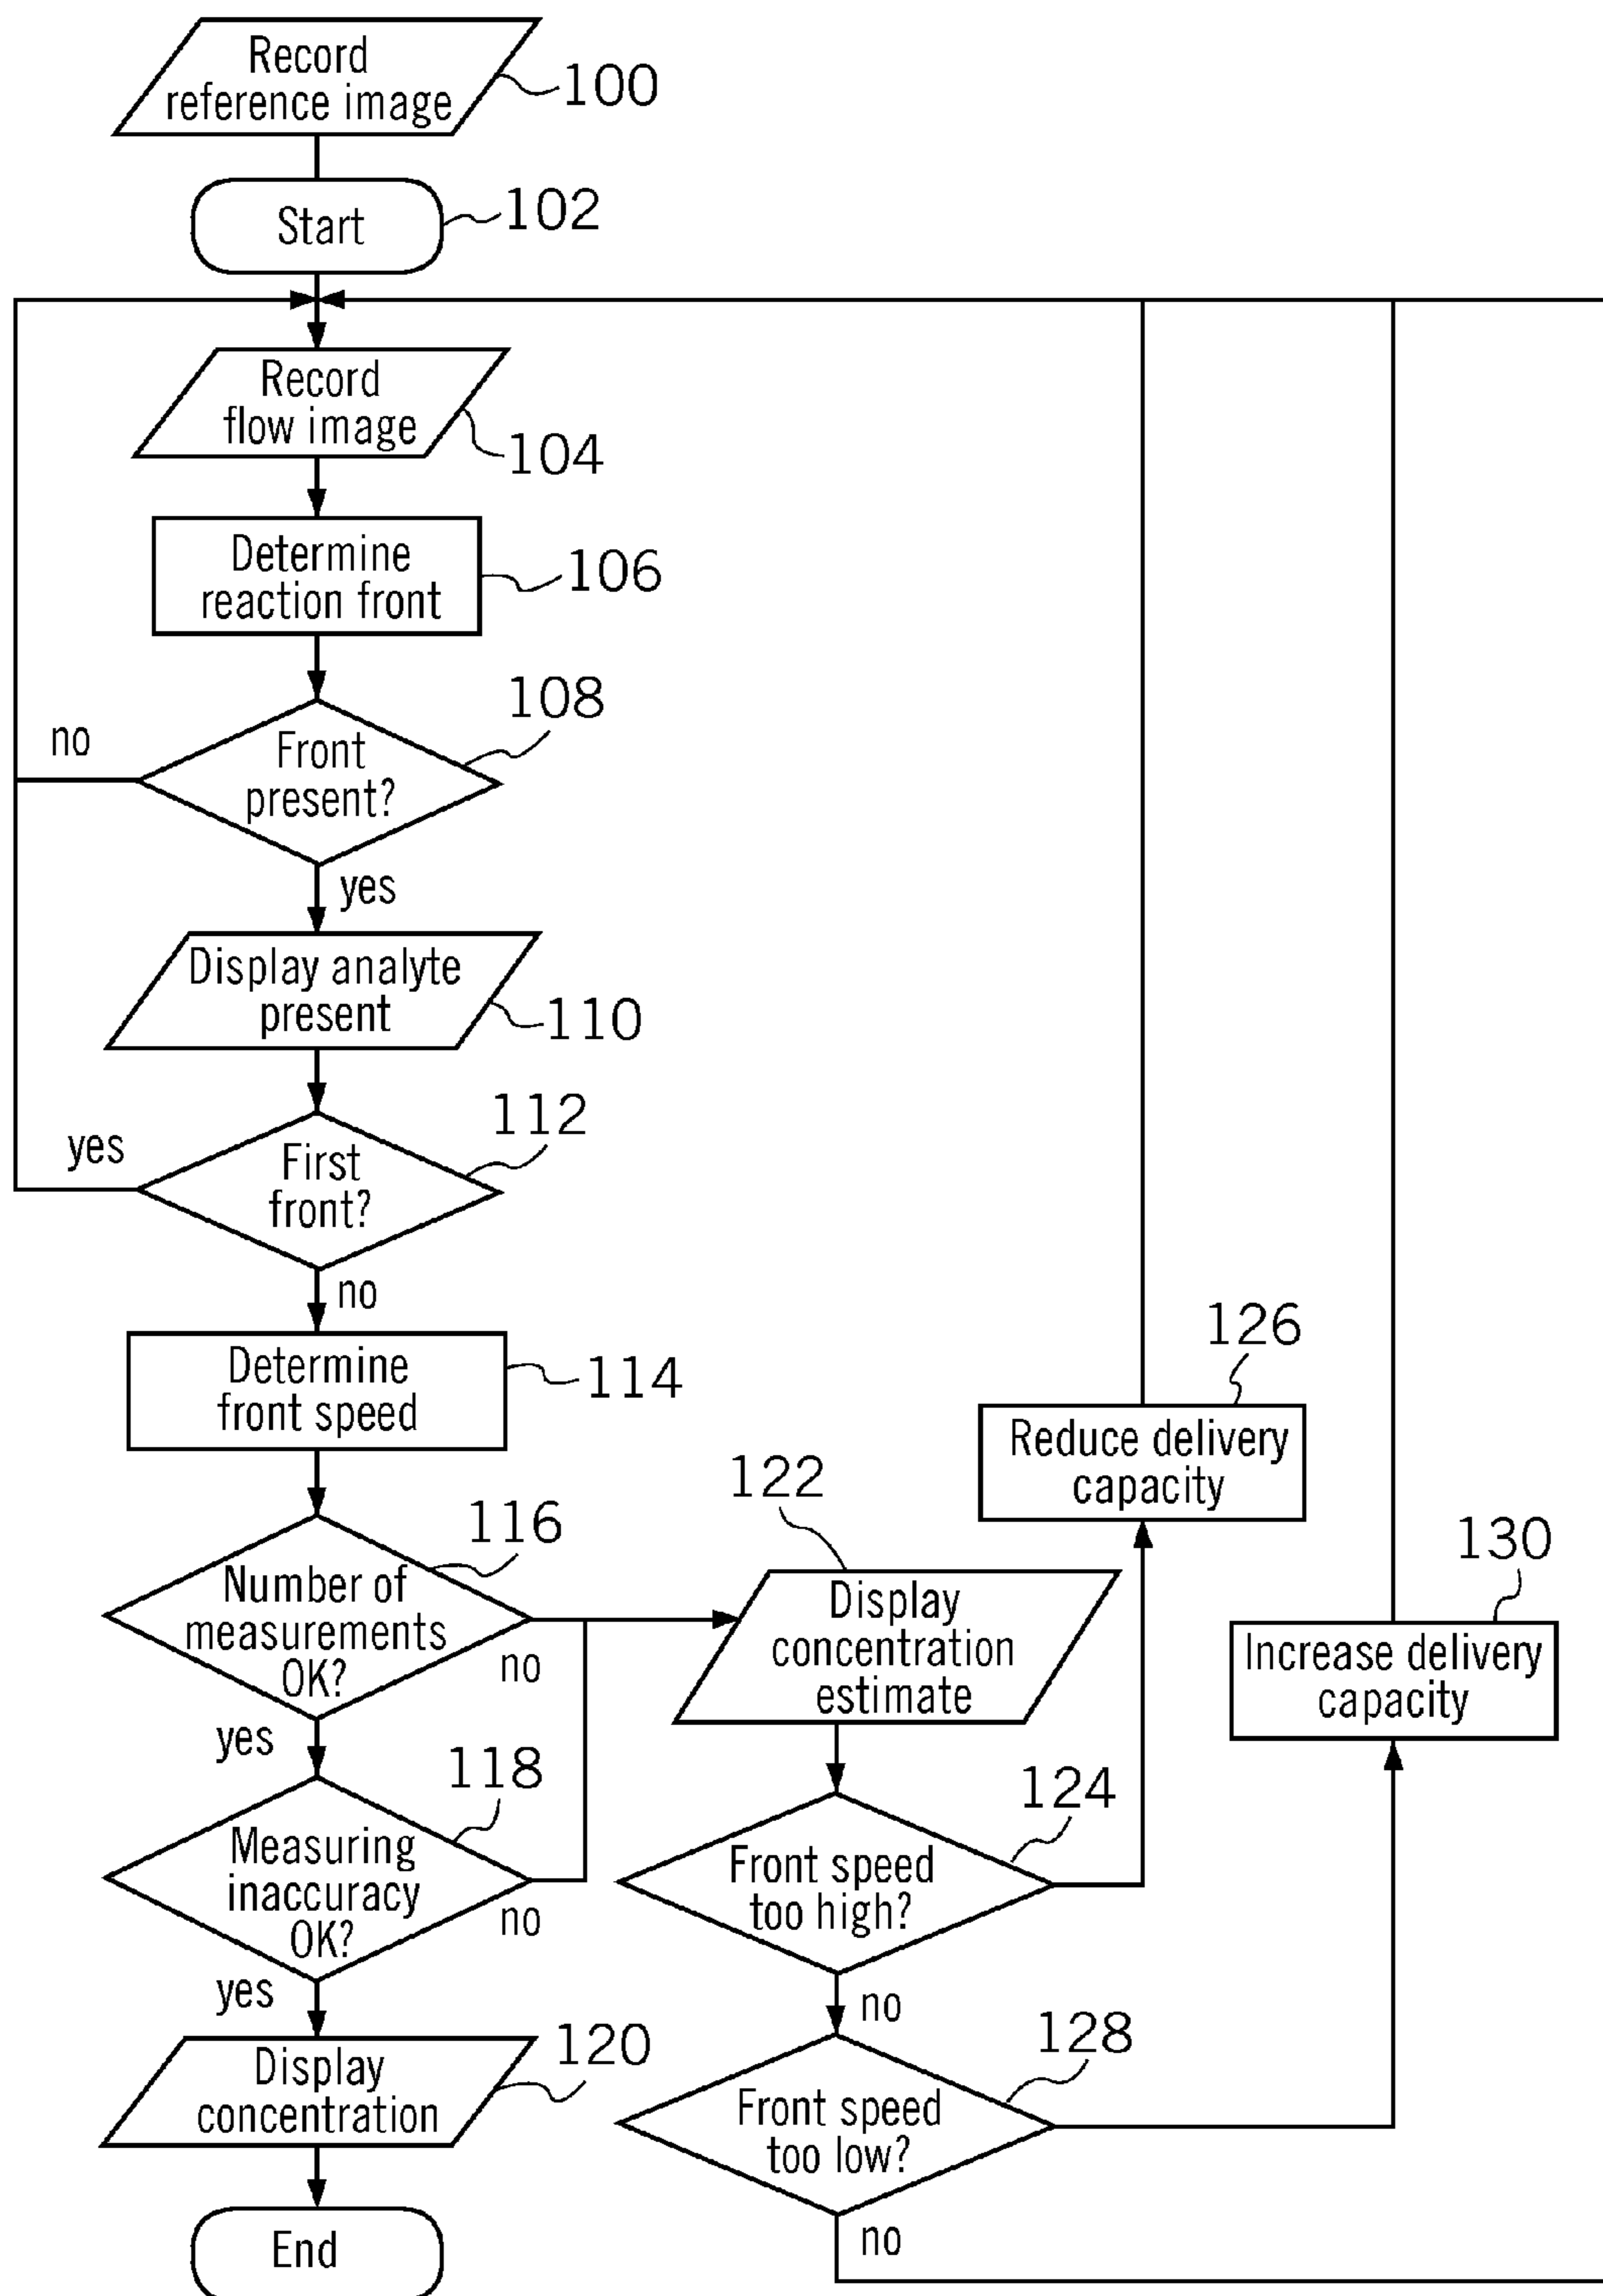 Record
reference image
100
Start
102
Record
flow image
104
Determine
reaction front
106
108
no
Front
present?
yes
Display analyte
present
110
112
yes
First
front?
no
Determine
front speed
114
116
Number of
measurements
OK?
no
yes
118
Measuring
inaccuracy
OK?
no
yes
Display
concentration
120
End
122
Display
concentration
estimate
124
Front speed
too high?
no
128
Front speed
too low?
no
126
Reduce delivery
capacity
130
Increase delivery
capacity